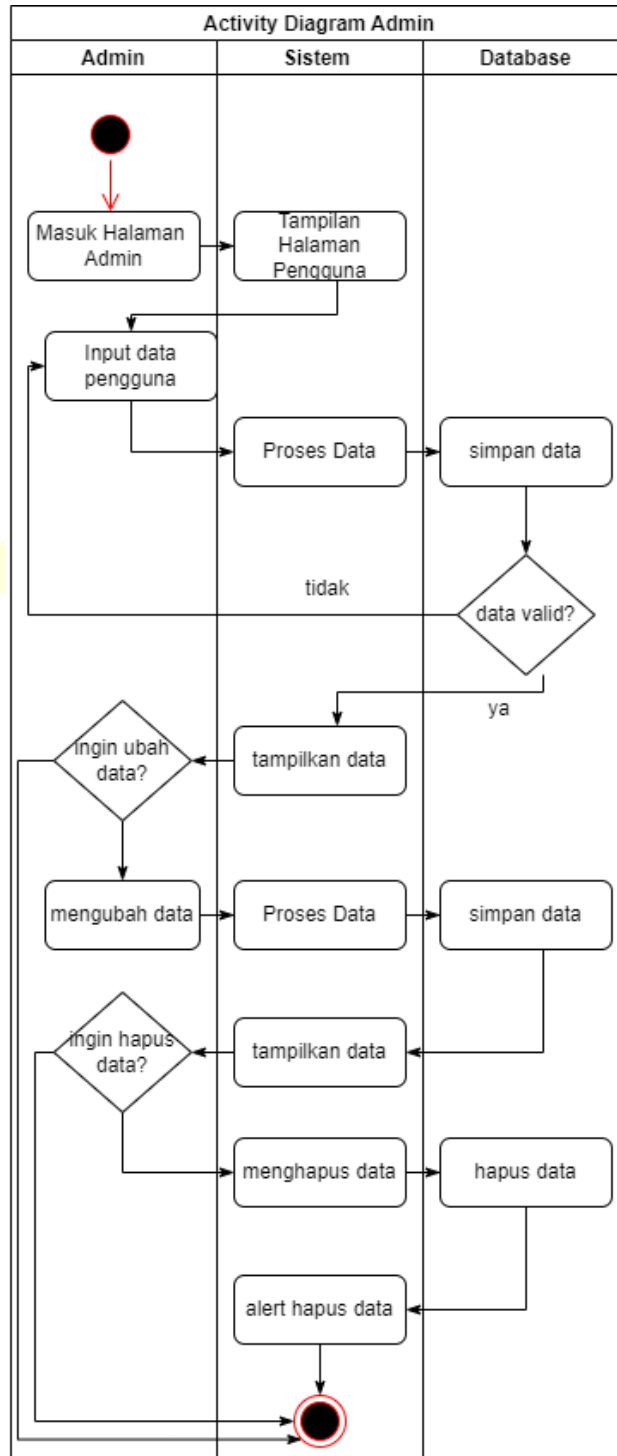 Activity Diagram Admin
Admin
Sistem
Database
Masuk Halaman
Admin
Tampilan
Halaman
Pengguna
Input data
pengguna
Proses Data
simpan data
data valid?
tidak
ya
tampilkan data
ingin ubah
data?
mengubah data
Proses Data
simpan data
tampilkan data
ingin hapus
data?
menghapus data
hapus data
alert hapus data